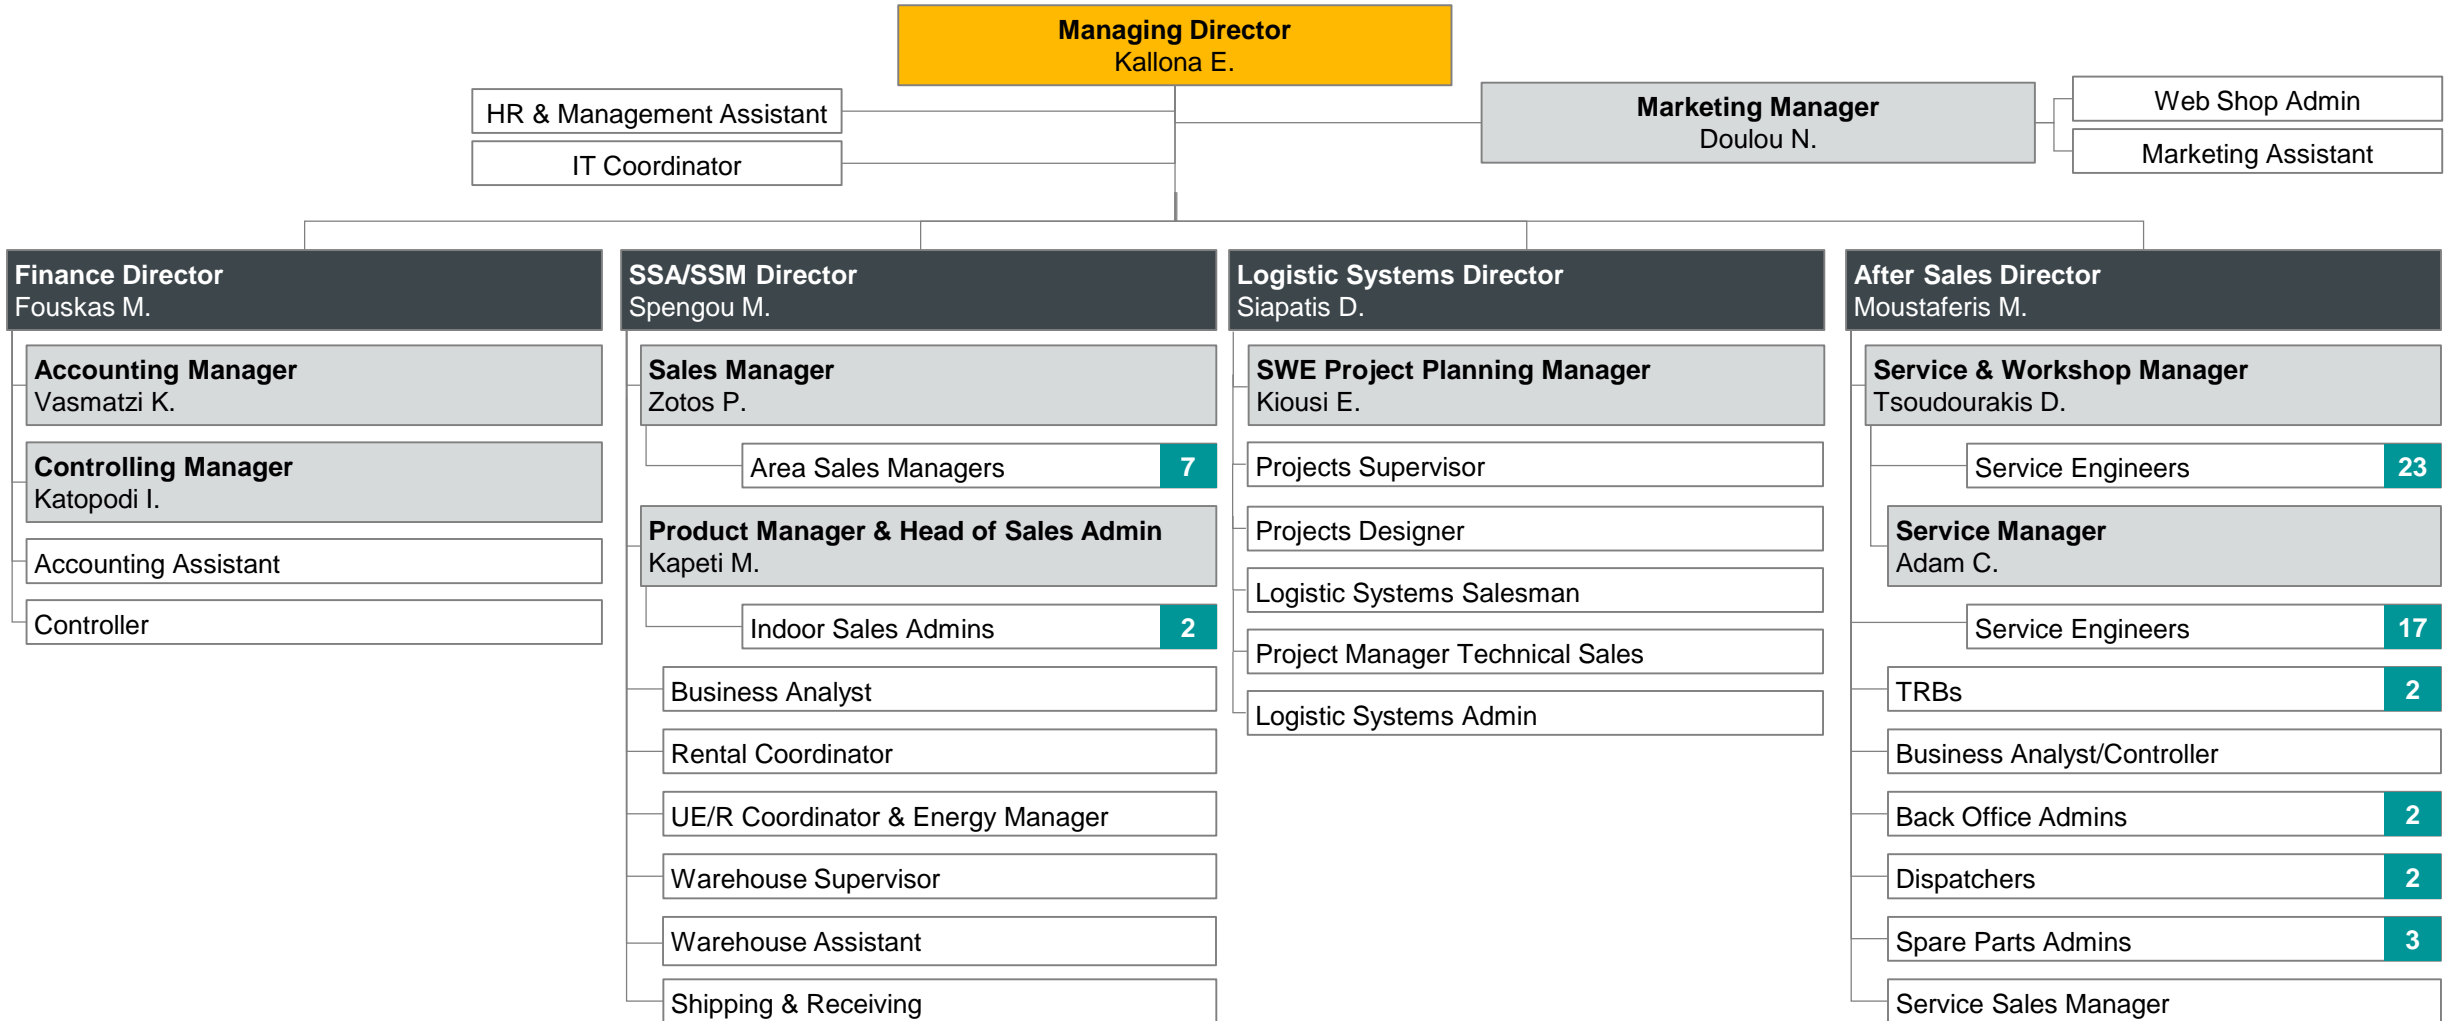 Managing Director
Kallona E.
HR & Management Assistant
IT Coordinator
Marketing Manager
Doulou N.
Web Shop Admin
Marketing Assistant
Finance Director
Fouskas M.
Accounting Manager
Vasmatzi K.
Controlling Manager
Katopodi I.
Accounting Assistant
Controller
SSA/SSM Director
Spengou M.
Sales Manager
Zotos P.
Area Sales Managers 7
Product Manager & Head of Sales Admin
Kapeti M.
Indoor Sales Admins 2
Business Analyst
Rental Coordinator
UE/R Coordinator & Energy Manager
Warehouse Supervisor
Warehouse Assistant
Shipping & Receiving
Logistic Systems Director
Siapatis D.
SWE Project Planning Manager
Kiousi E.
Projects Supervisor
Projects Designer
Logistic Systems Salesman
Project Manager Technical Sales
Logistic Systems Admin
After Sales Director
Moustaferis M.
Service & Workshop Manager
Tsoudourakis D.
Service Engineers 23
Service Manager
Adam C.
Service Engineers 17
TRBs 2
Business Analyst/Controller
Back Office Admins 2
Dispatchers 2
Spare Parts Admins 3
Service Sales Manager